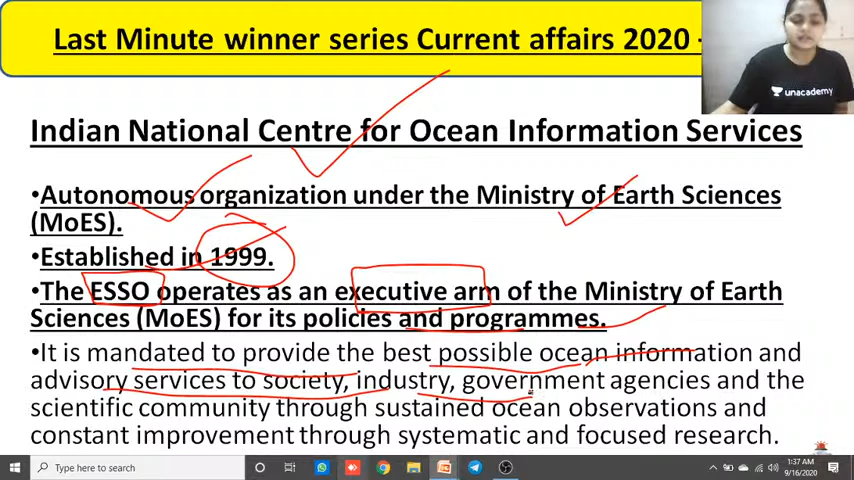 Last Minute winner series Current affairs 2020 -
unacademy
Indian National Centre for Ocean Information Services
•Autonomous organization under the Ministry of Earth Sciences
(MoES).
•Established in 1999.
•The ESSO operates as an executive arm of the Ministry of Earth
Sciences (MoES) for its policies and programmes.
•It is mandated to provide the best possible ocean information and
advisory services to society, industry, government agencies and the
scientific community through sustained ocean observations and
constant improvement through systematic and focused research.
Type here to search
1:37 AM
9/16/2020